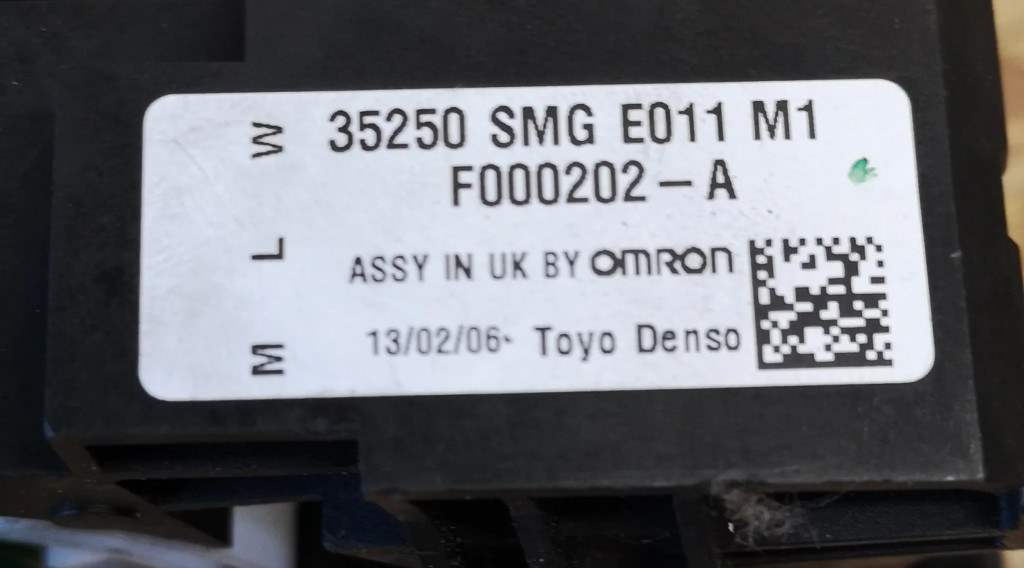 35250 SMG E011 M1
F000202-A
ASSY IN UK BY OMRON
13/02/06- Toyo Denso
W
L
M